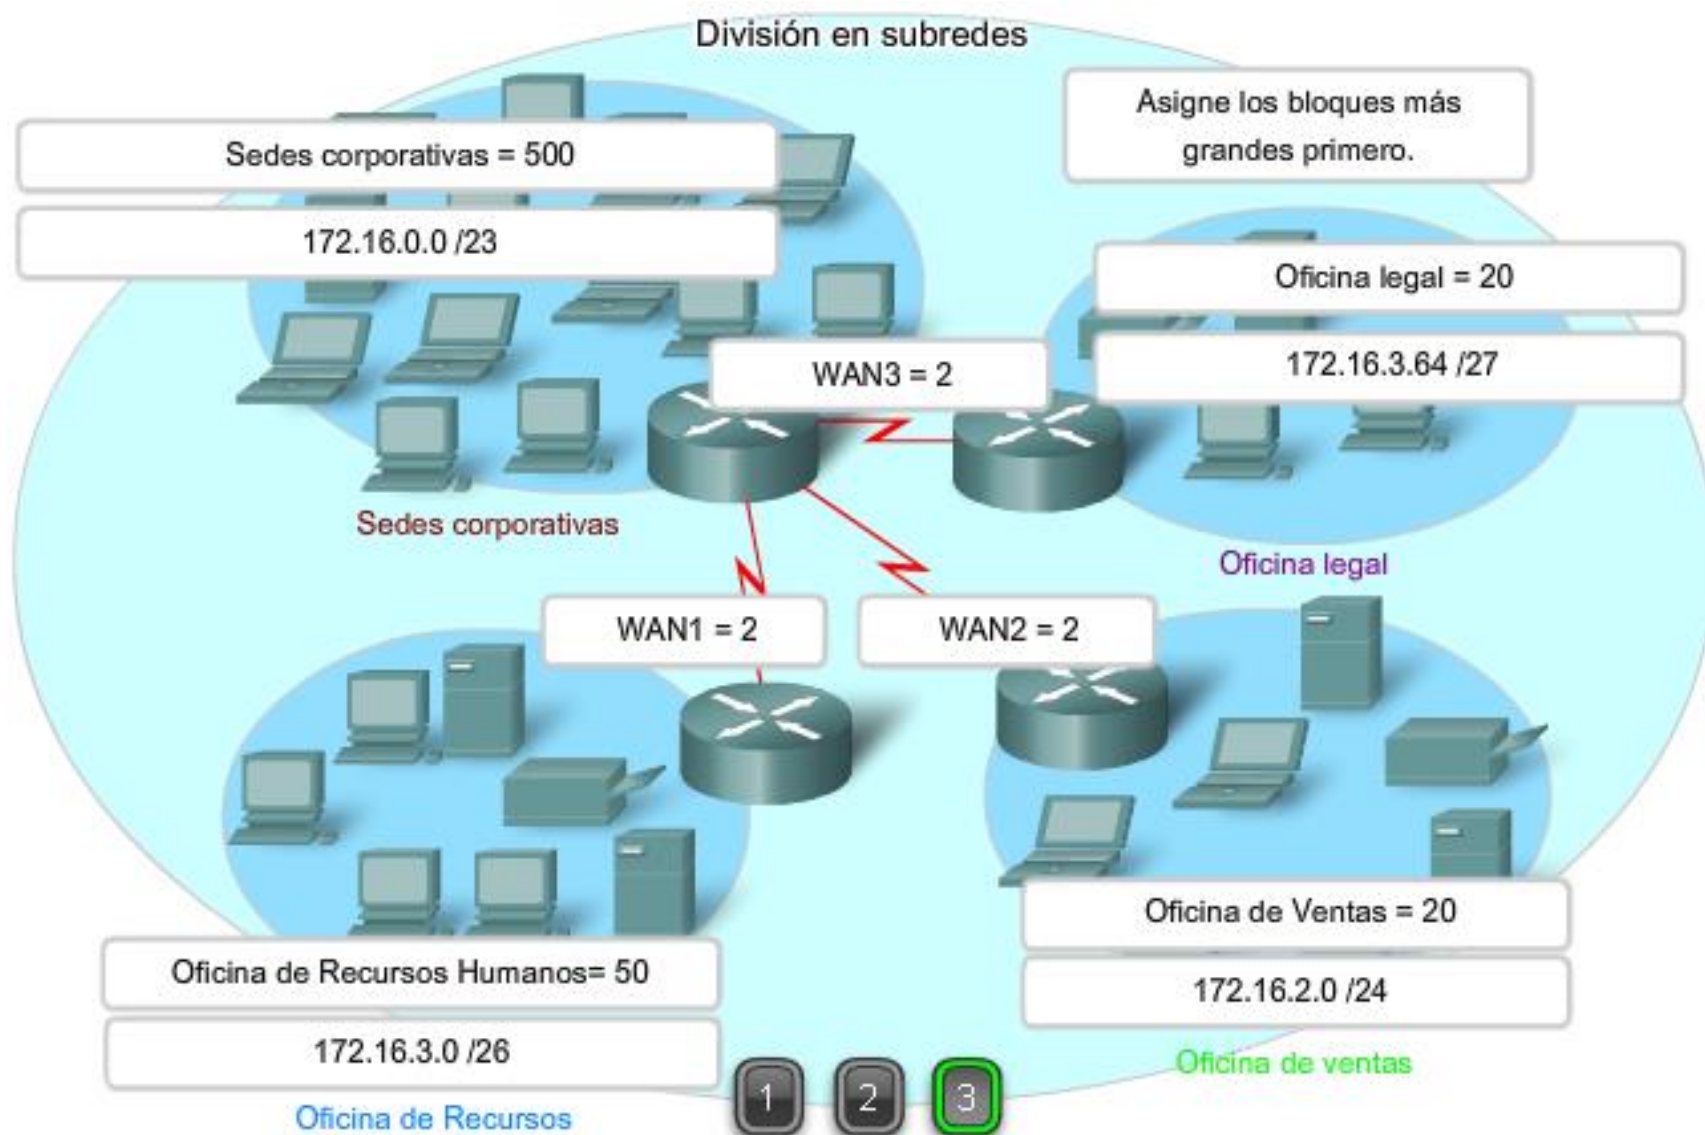 División en subredes
Asigne los bloques más
grandes primero.
Sedes corporativas = 500
172.16.0.0 /23
Oficina legal = 20
172.16.3.64 /27
WAN3 = 2
Sedes corporativas
Oficina legal
WAN1 = 2
WAN2 = 2
Oficina de Recursos Humanos= 50
172.16.3.0 /26
Oficina de Recursos
Oficina de Ventas = 20
172.16.2.0 /24
Oficina de ventas
1
2
3